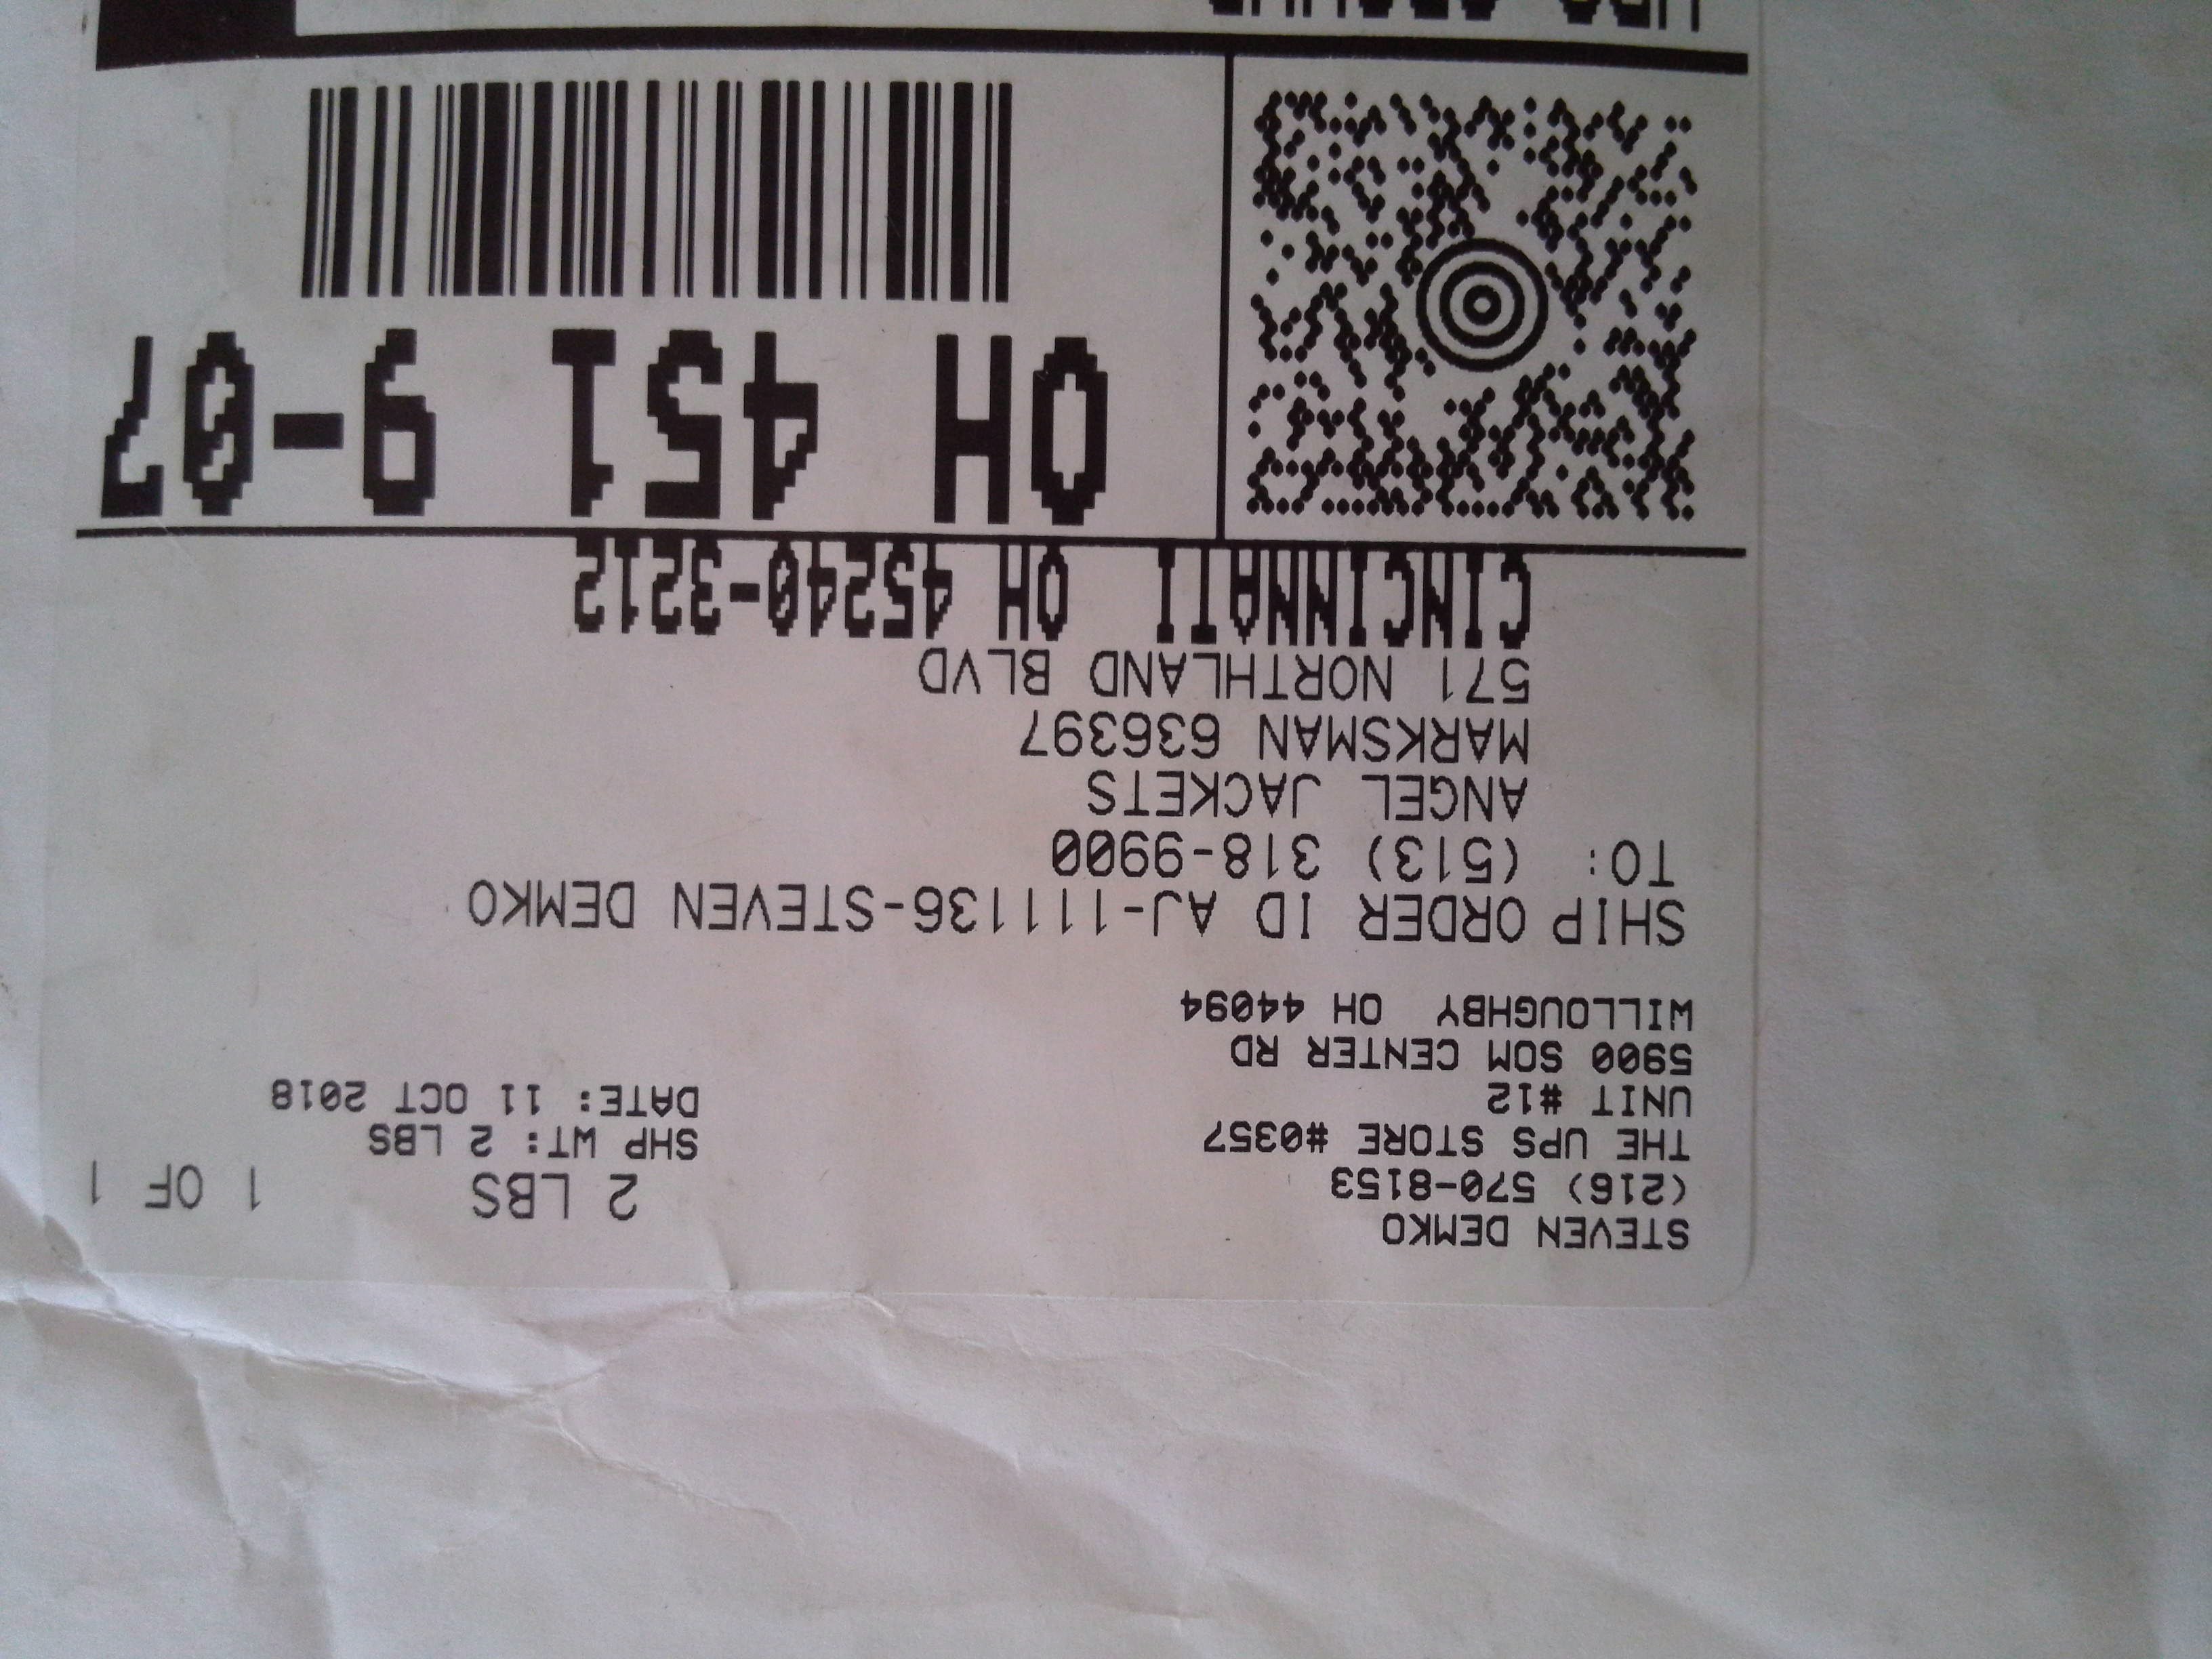 STEVEN DEMKO
(216) 570-8153
THE UPS STORE #0357
UNIT #12
5900 SOM CENTER RD
WILLOUGHBY OH 44094
2 LBS
1 OF 1
SHP WT: 2 LBS
DATE: 11 OCT 2018
SHIP ORDER ID AJ-111136-STEVEN DEMKO
TO: (513) 318-9900
ANGEL JACKETS
MARKSMAN 636397
571 NORTHLAND BLVD
CINCINNATI OH 45240-3212
OH 451 9-07